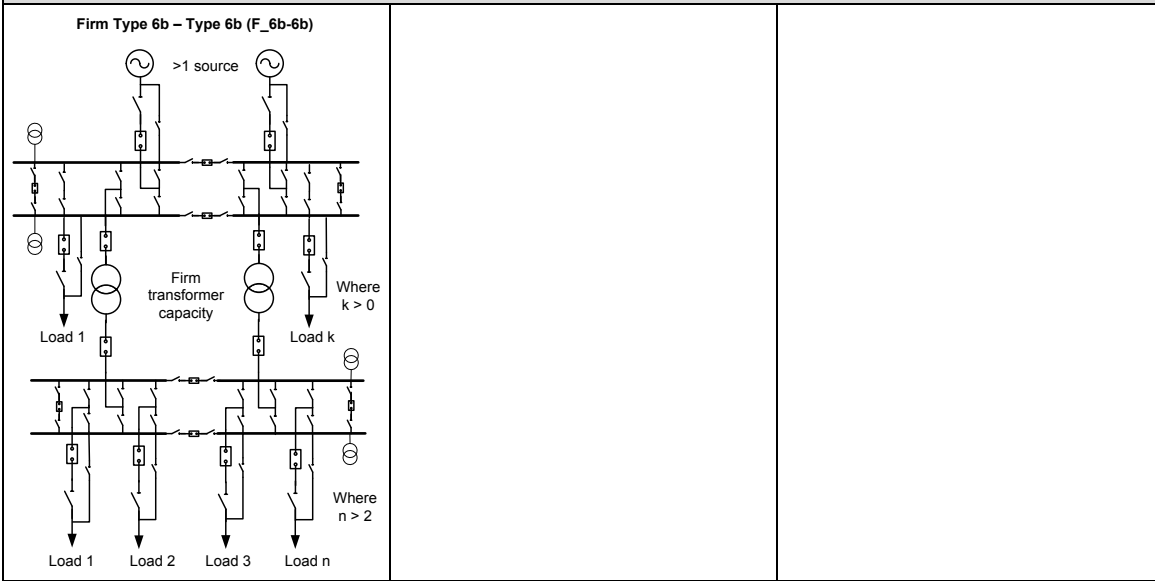 Firm Type 6b – Type 6b (F_6b-6b)
>1 source
Firm
transformer
capacity
Where
k > 0
Load 1
Load k
Where
n > 2
Load 1
Load 2
Load 3
Load n